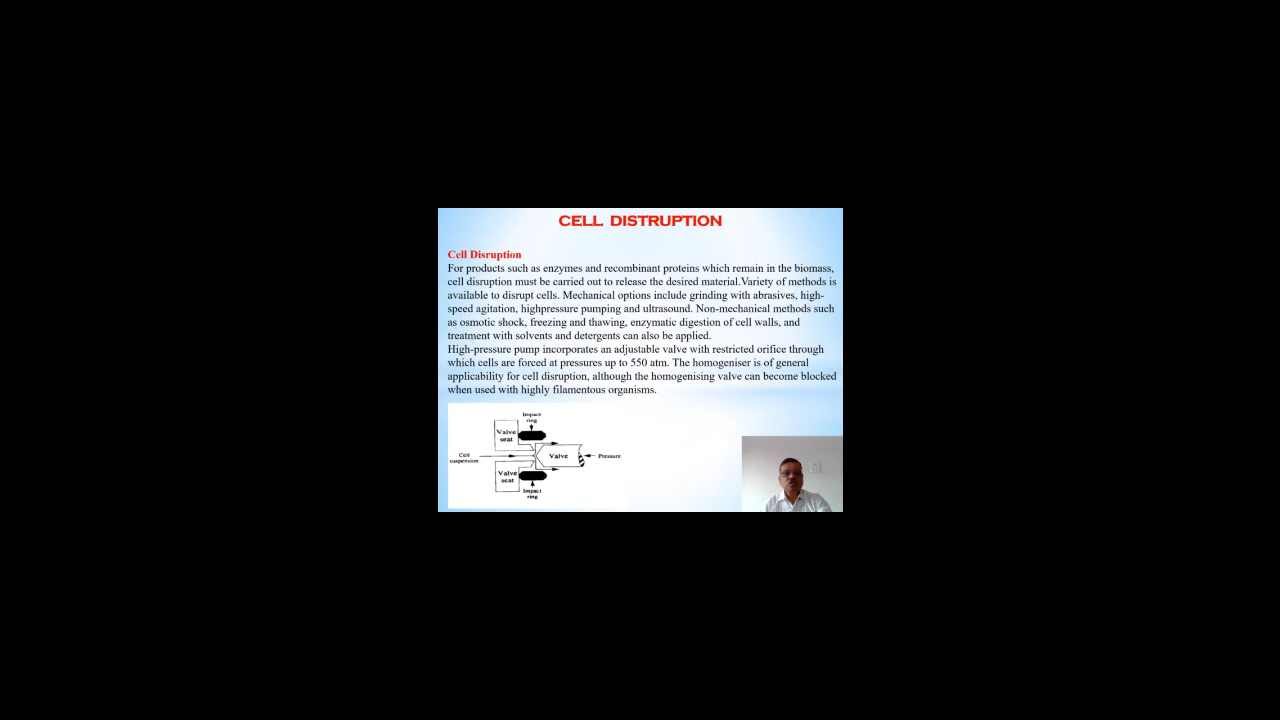 CELL DISTRUPTION
Cell Disruption
For products such as enzymes and recombinant proteins which remain in the biomass,
cell disruption must be carried out to release the desired material.Variety of methods is
available to disrupt cells. Mechanical options include grinding with abrasives, high-
speed agitation, highpressure pumping and ultrasound. Non-mechanical methods such
as osmotic shock, freezing and thawing, enzymatic digestion of cell walls, and
treatment with solvents and detergents can also be applied.
High-pressure pump incorporates an adjustable valve with restricted orifice through
which cells are forced at pressures up to 550 atm. The homogeniser is of general
applicability for cell disruption, although the homogenising valve can become blocked
when used with highly filamentous organisms.
Impact
ring
Valve
seat
Cell
suspension
Valve
Pressure
Valve
seat
Impact
ring